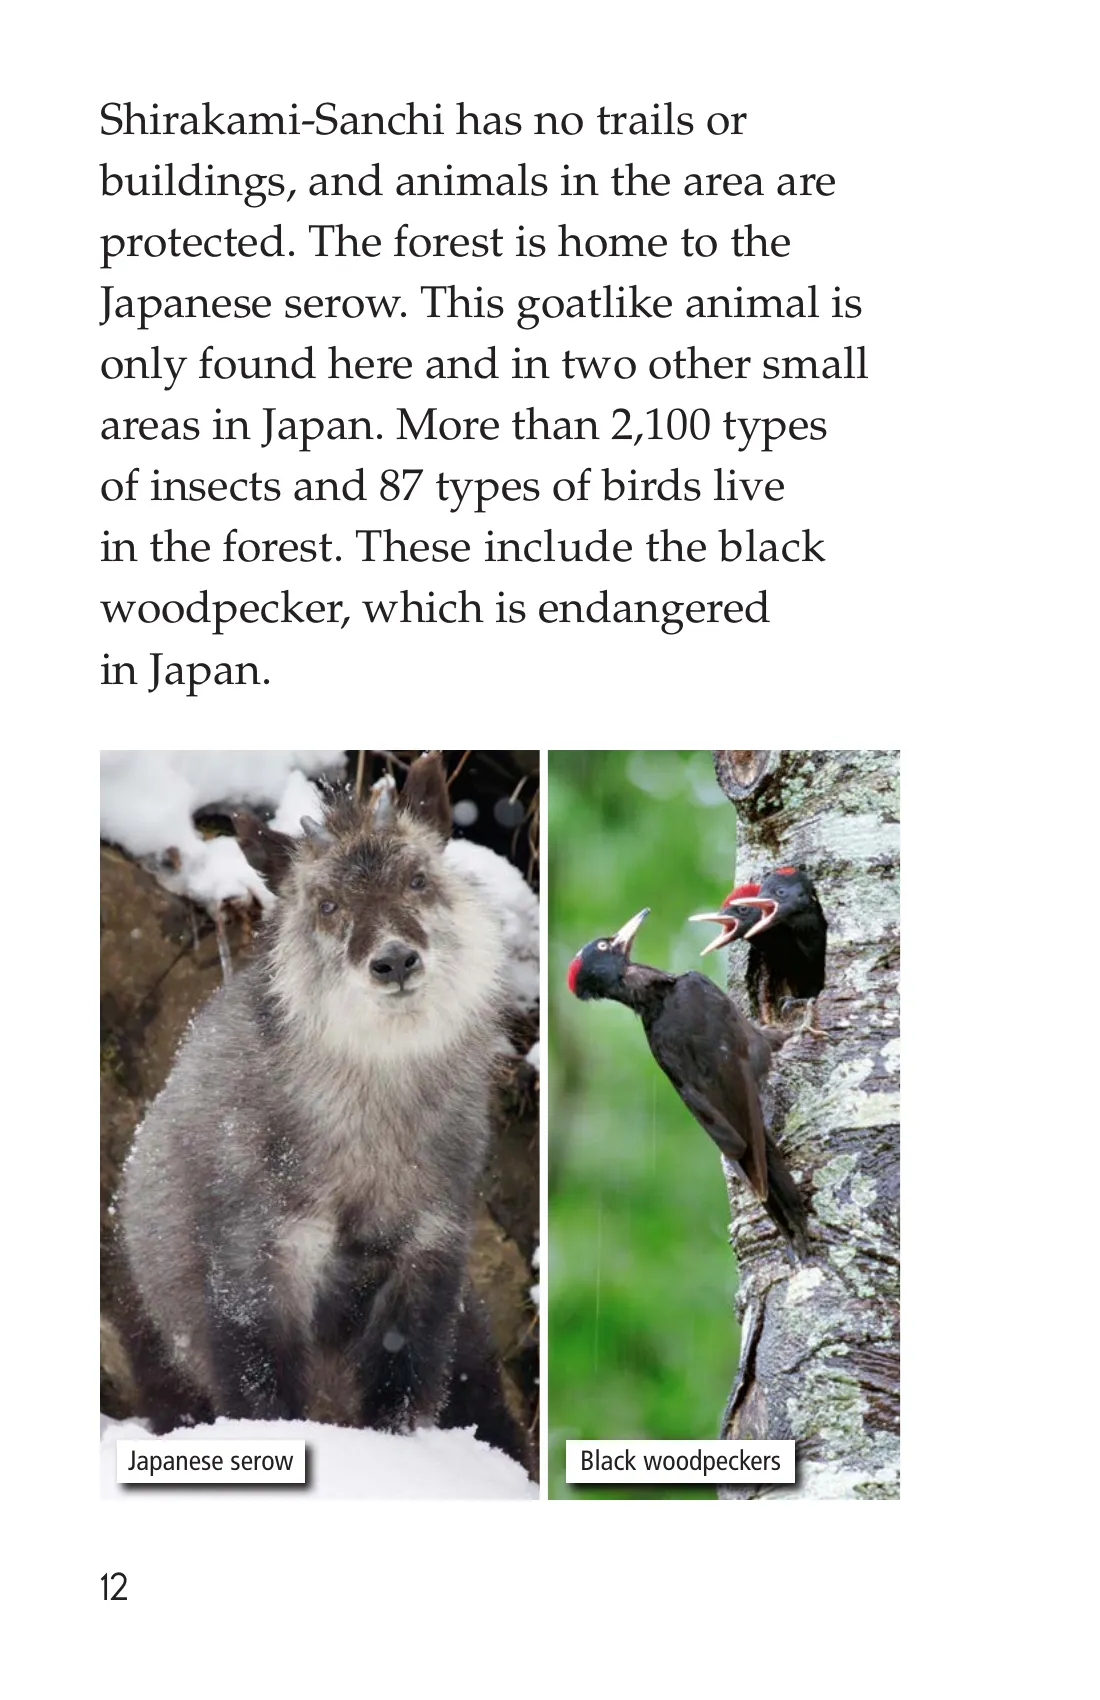 Shirakami-Sanchi has no trails or
buildings, and animals in the area are
protected. The forest is home to the
Japanese serow. This goatlike animal is
only found here and in two other small
areas in Japan. More than 2,100 types
of insects and 87 types of birds live
in the forest. These include the black
woodpecker, which is endangered
in Japan.
Japanese serow
Black woodpeckers
12